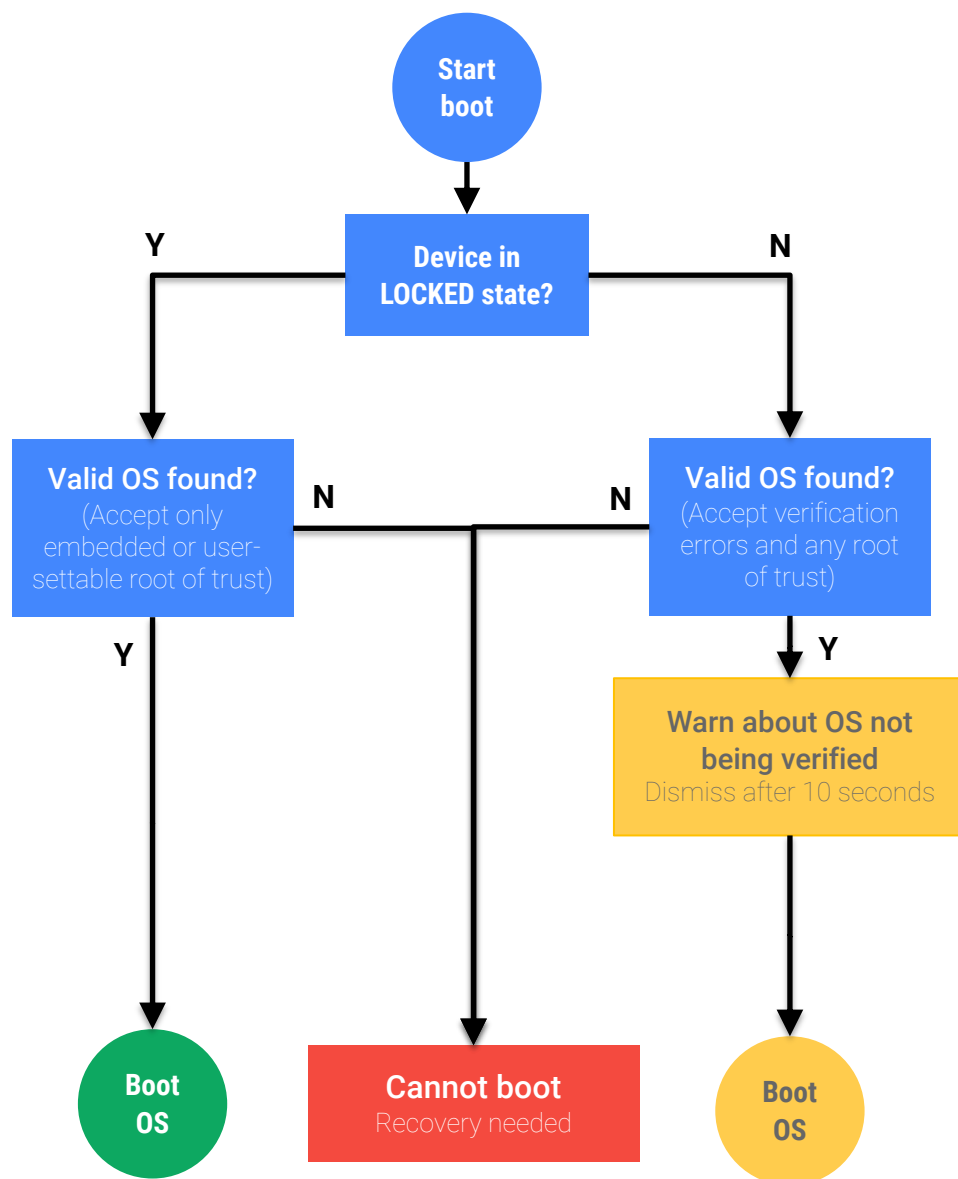 Start
boot
Y
N
Device in
LOCKED state?
Valid OS found?
(Accept only
embedded or user-
settable root of trust)
N
N
Valid OS found?
(Accept verification
errors and any root
of trust)
Y
Y
Warn about OS not
being verified
Dismiss after 10 seconds
Boot
OS
Cannot boot
Recovery needed
Boot
OS